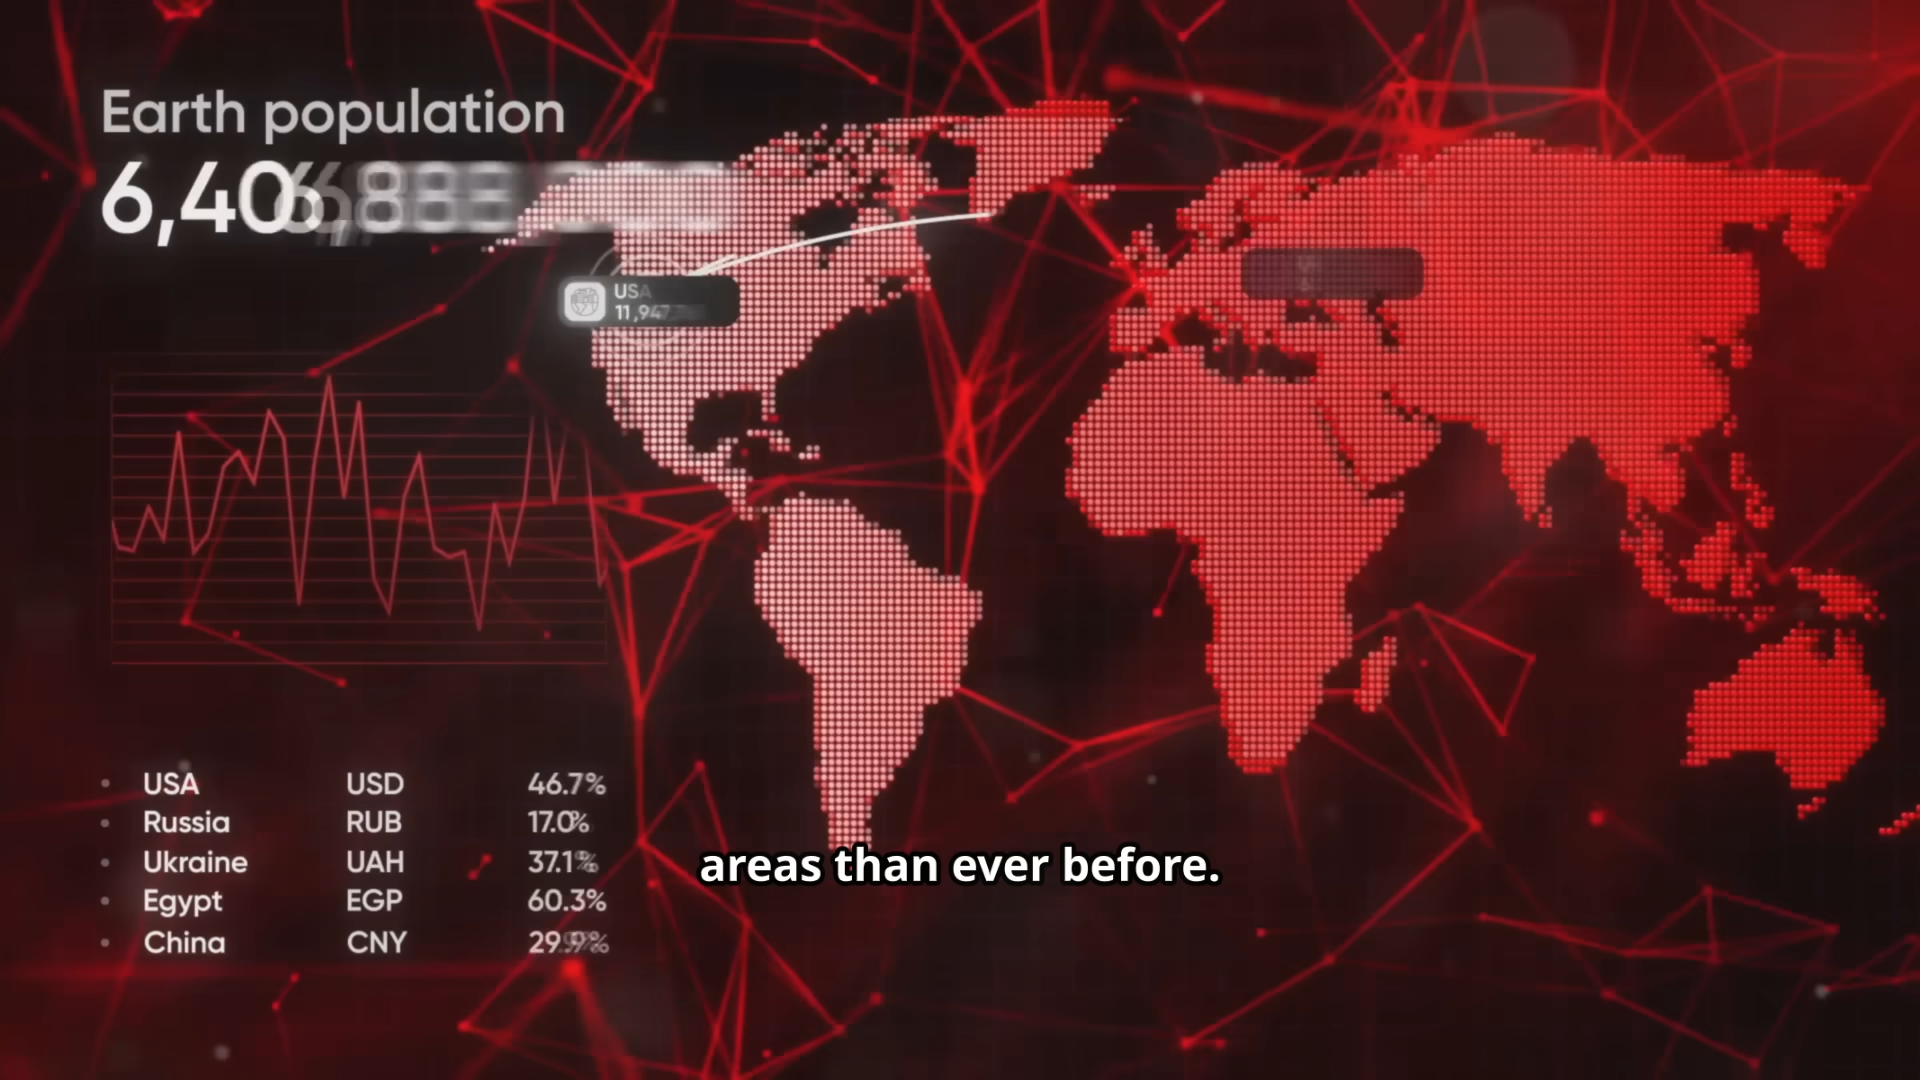 Earth population
USA
USA USD 46.7%
Russia RUB 17.0%
Ukraine UAH 37.1%
Egypt EGP 60.3%
China CNY
areas than ever before.